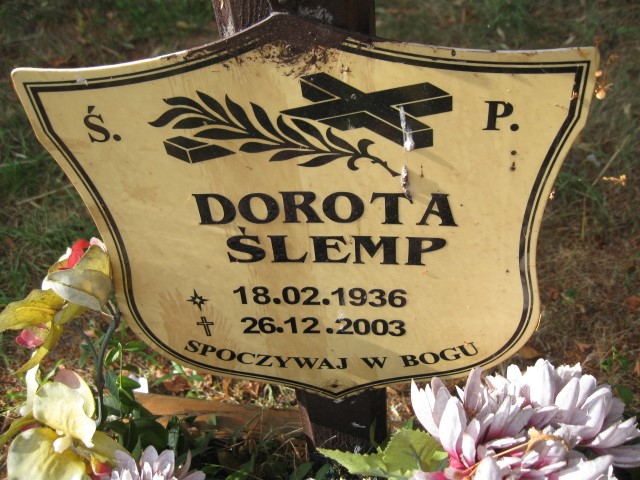 Ś. P.
DOROTA
ŚLEMP
18.02.1936
26.12.2003
SPOCZYWAJ W BOGU